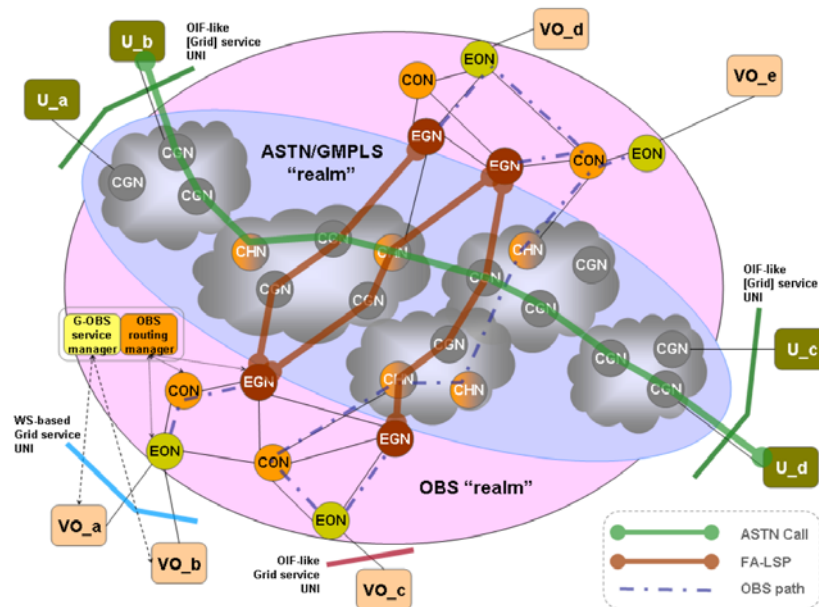 U_b
OIF-like
[Grid] service
UNI
VO_d
EON
CON
VO_e
U_a
EGN
CGN
ASTN/GMPLS
"realm"
EGN
CON
EON
CGN
CGN
CHN
CGN
CHN
CHN
CGN
CGN
OIF-like
[Grid] service
UNI
CGN
CGN
CGN
G-OBS
service
manager
OBS
routing
manager
CGN
CGN
CGN
U_c
CON
EGN
CHN
CHN
CGN
WS-based
Grid service
UNI
EON
EGN
CON
U_d
OBS "realm"
VO_a
EON
VO_b
OIF-like
Grid service
UNI
VO_c
ASTN Call
FA-LSP
OBS path